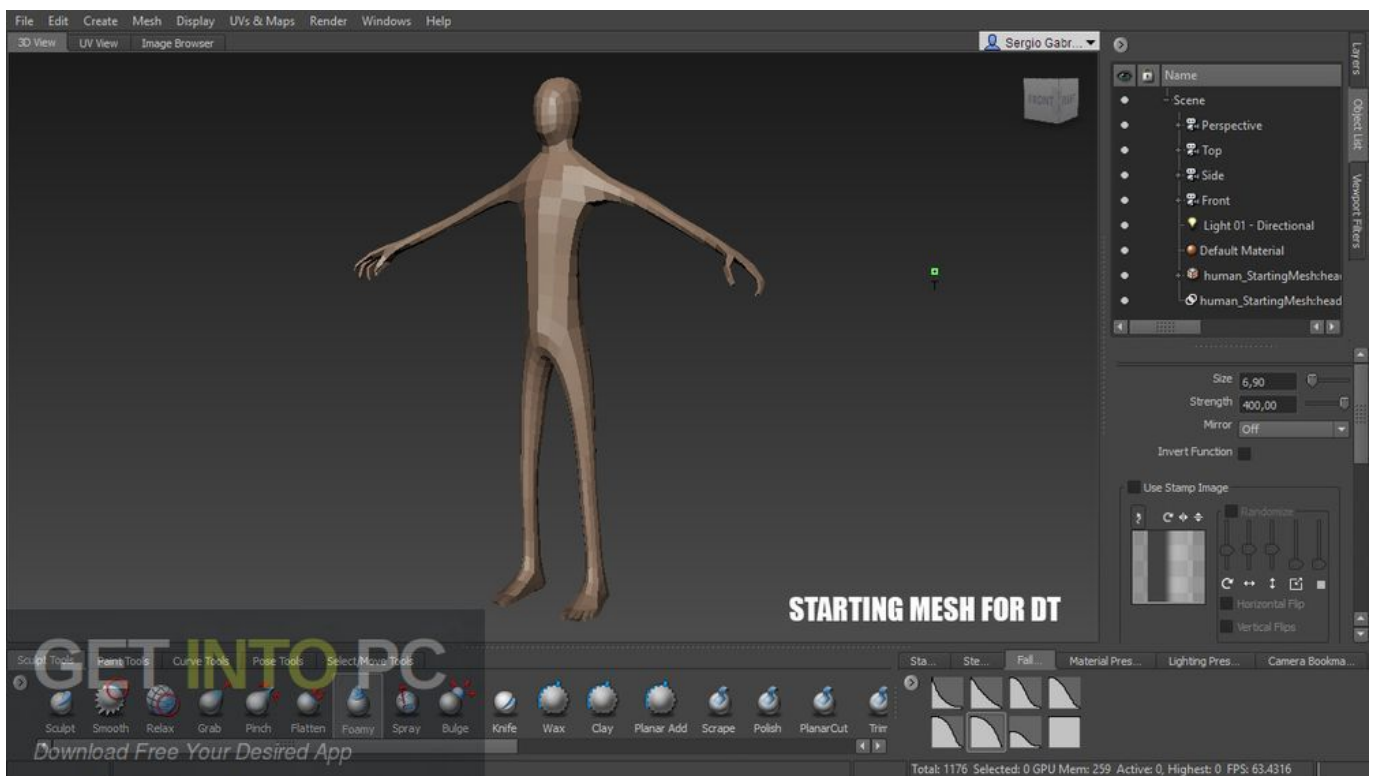 File Edit Create Mesh Display UVs & Maps Render Windows Help
3D View UV View Image Browser
Sergio Gabr...
FRONT
Name
Scene
Perspective
Top
Side
Front
Light 01 - Directional
Default Material
human_StartingMesh:hea
human_StartingMesh:head
Layers
Object List
Viewport Filters
T
Size 6,90
Strength 400,00
Mirror Off
Invert Function
Use Stamp Image
Randomize
Horizontal Flip
Vertical Flips
STARTING MESH FOR DT
GET INTO PC
Download Free Your Desired App
Sculpt Tools Paint Tools Curve Tools Pose Tools Select/Move Tools
Sculpt Smooth Relax Grab Pinch Flatten Foamy Spray Bulge Knife Wax Clay Planar Add Scrape Polish PlanarCut Trim
Sta... Ste... Fall... Material Pres... Lighting Pres... Camera Bookma...
Total: 1176 Selected: 0 GPU Mem: 259 Active: 0, Highest: 0 FPS: 63.4316